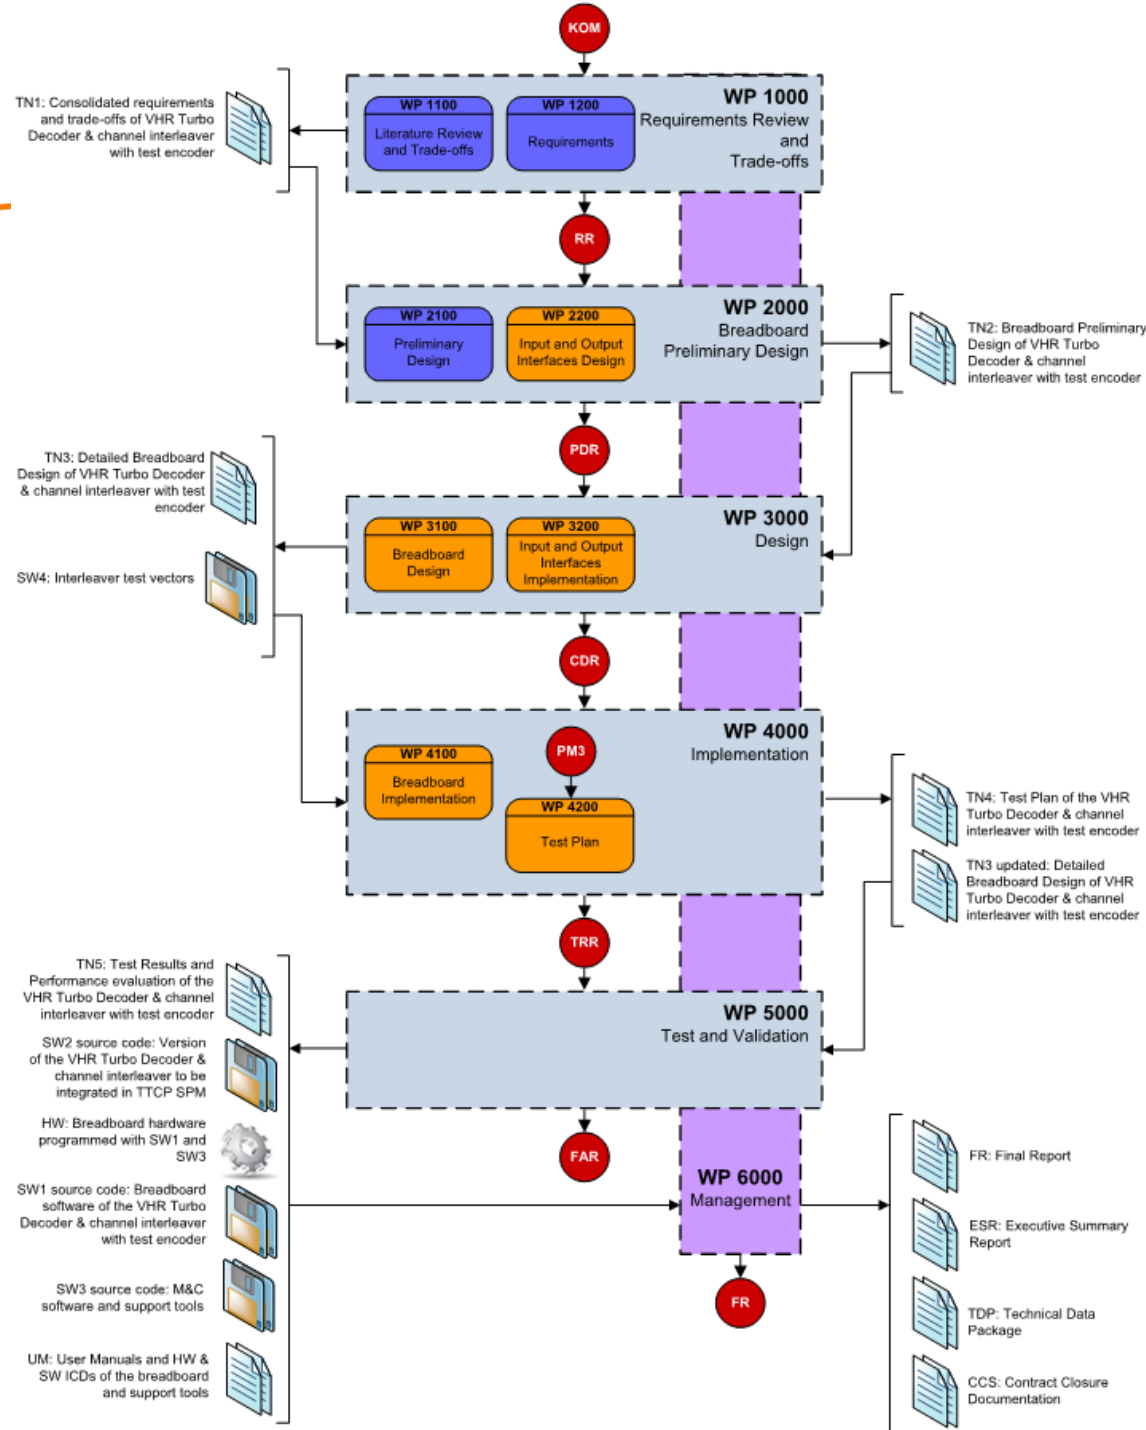 KOM
WP 1000
Requirements Review
and
Trade-offs
WP 1100
Literature Review
and Trade-offs
WP 1200
Requirements
TN1: Consolidated requirements
and trade-offs of VHR Turbo
Decoder & channel interleaver
with test encoder
RR
WP 2000
Breadboard
Preliminary Design
WP 2100
Preliminary
Design
WP 2200
Input and Output
Interfaces Design
TN2: Breadboard Preliminary
Design of VHR Turbo
Decoder & channel
interleaver with test encoder
PDR
TN3: Detailed Breadboard
Design of VHR Turbo Decoder
& channel interleaver with test
encoder
SW4: Interleaver test vectors
WP 3000
Design
WP 3100
Breadboard
Design
WP 3200
Input and Output
Interfaces
Implementation
CDR
WP 4000
Implementation
WP 4100
Breadboard
Implementation
PM3
WP 4200
Test Plan
TN4: Test Plan of the VHR
Turbo Decoder & channel
interleaver with test encoder
TN3 updated: Detailed
Breadboard Design of VHR
Turbo Decoder & channel
interleaver with test encoder
TRR
WP 5000
Test and Validation
TN5: Test Results and
Performance evaluation of the
VHR Turbo Decoder & channel
interleaver with test encoder
SW2 source code: Version
of the VHR Turbo Decoder &
channel interleaver to be
integrated in TTCP SPM
HW: Breadboard hardware
programmed with SW1 and
SW3
SW1 source code: Breadboard
software of the VHR Turbo
Decoder & channel interleaver
with test encoder
SW3 source code: M&C
software and support tools
UM: User Manuals and HW &
SW ICDs of the breadboard
and support tools
FAR
WP 6000
Management
FR
FR: Final Report
ESR: Executive Summary
Report
TDP: Technical Data
Package
CCS: Contract Closure
Documentation